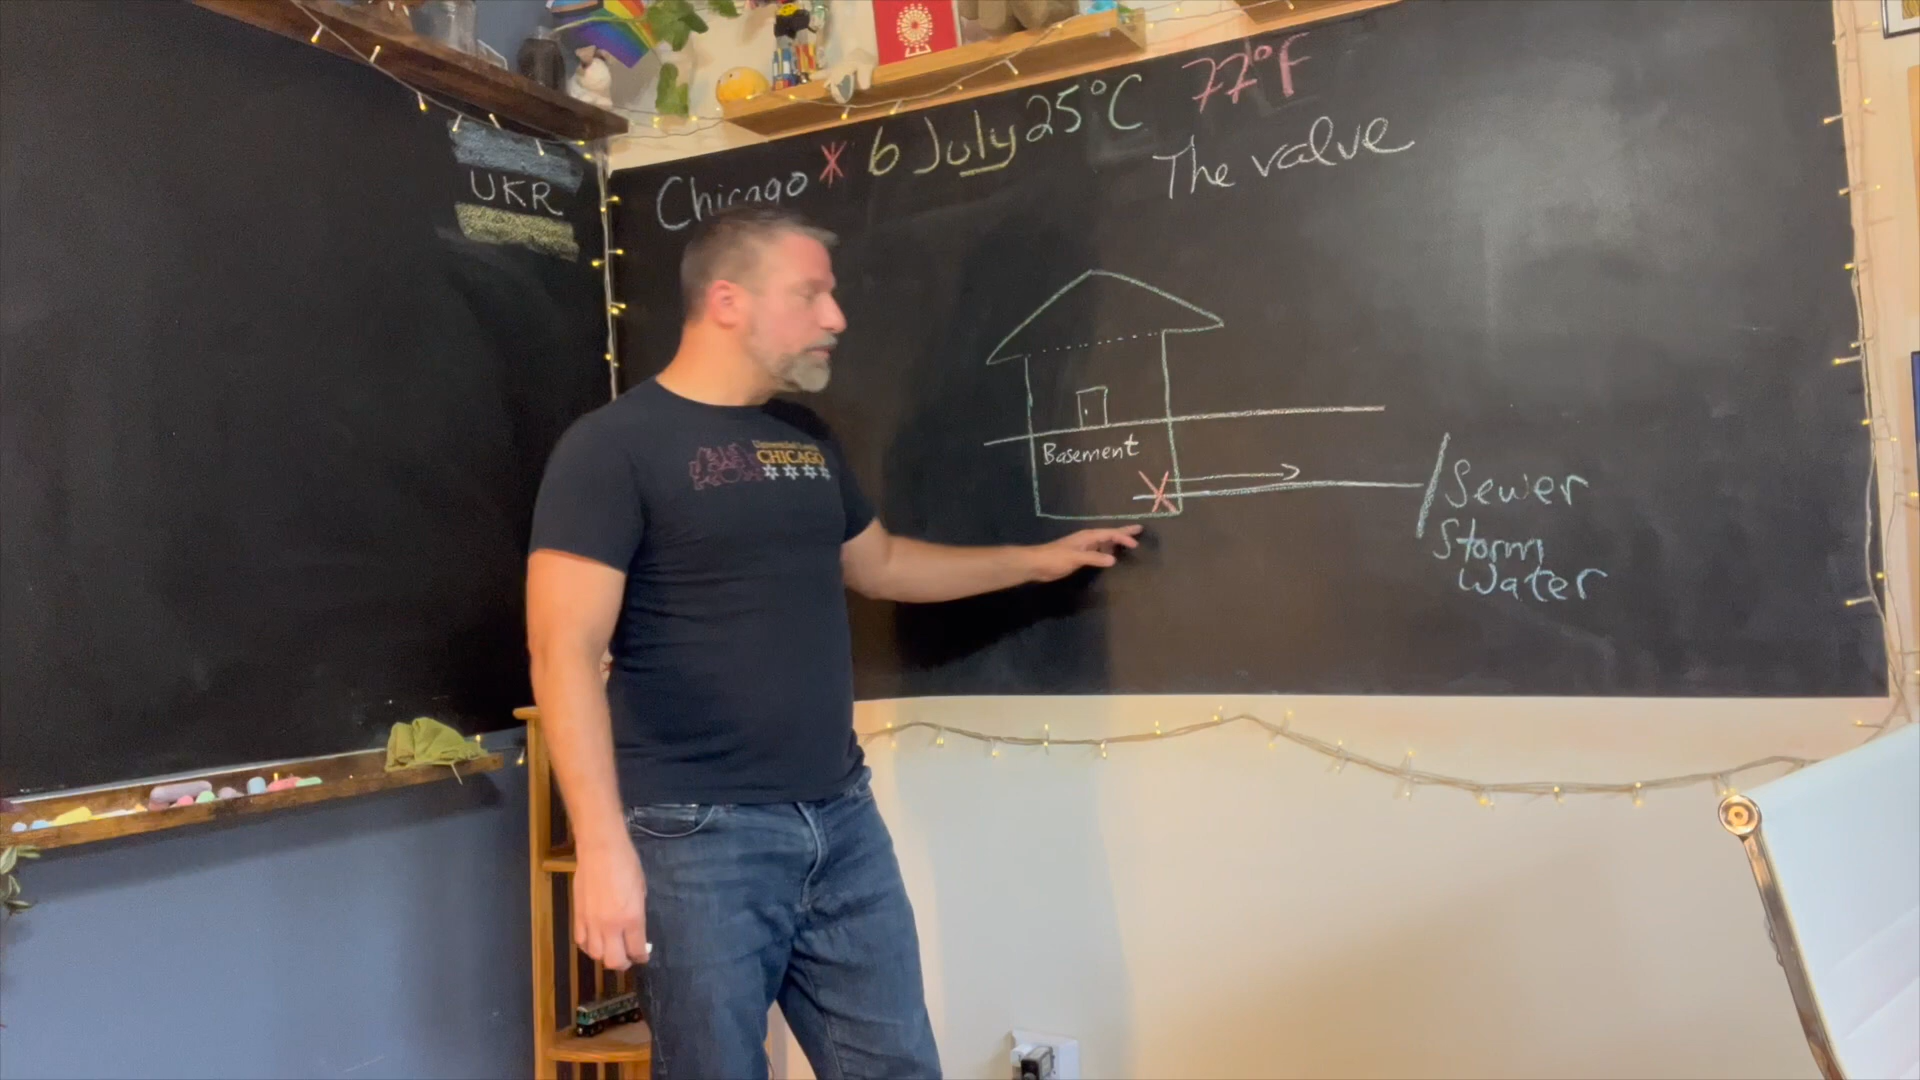 UKR
Chicago * 6 July 25°C 77°F
The valve
Basement
Sewer
Storm
Water
CHICAGO